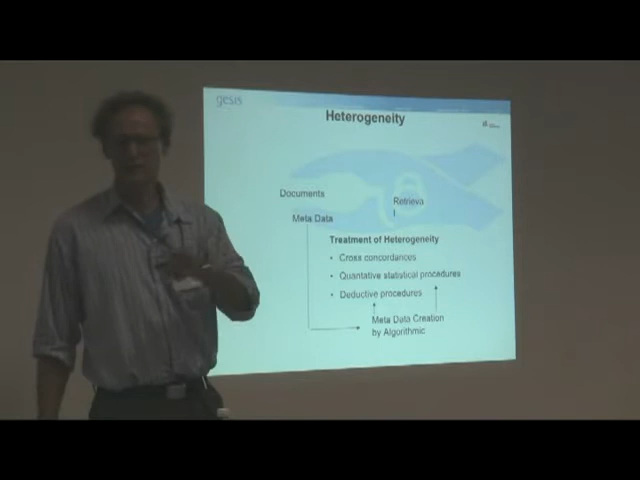 gesis
Heterogeneity
Documents
Retrieva
l
Meta Data
Treatment of Heterogeneity
• Cross concordances
• Quantative statistical procedures
• Deductive procedures
Meta Data Creation
by Algorithmic